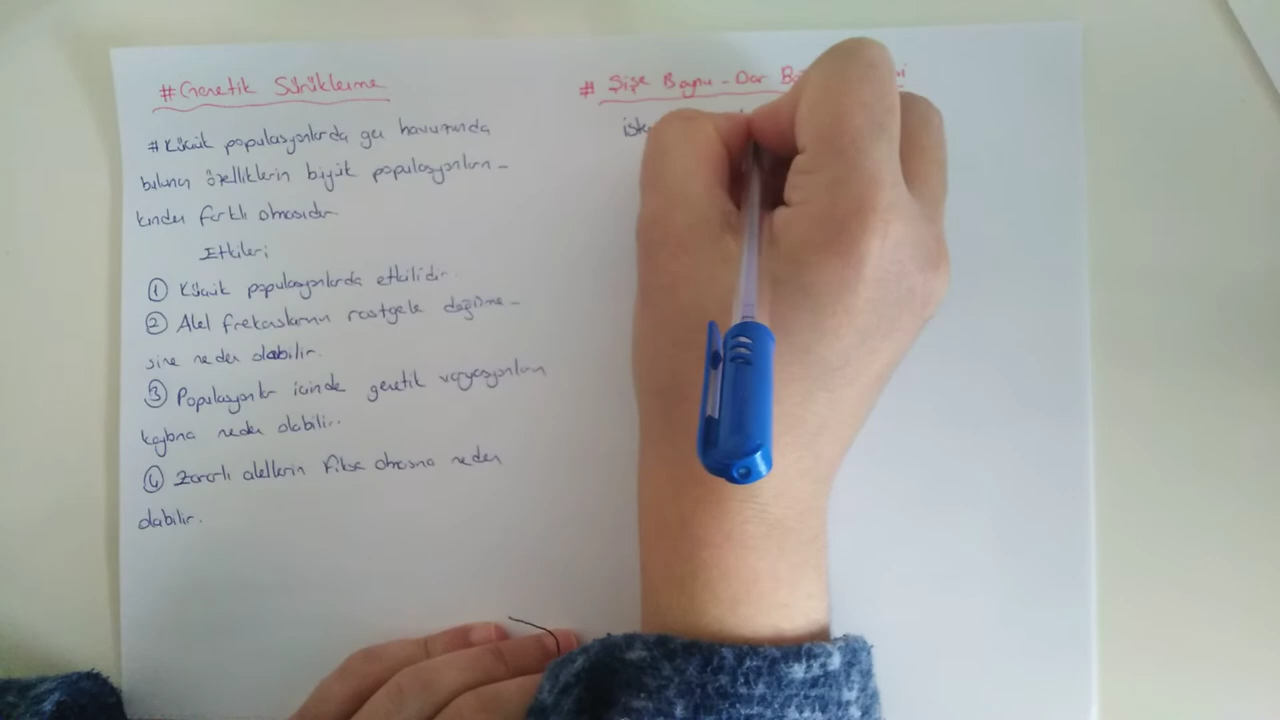 #Genetik Sürüklenme
#Küçük populasyonlarda gen havuzunda
bulunan özelliklerin büyük populasyonların-
kinden farklı olmasıdır.
Etkileri
① Küçük populasyonlarda etkilidir.
② Alel frekanslarının rastgele değişme-
sine neden olabilir.
③ Populasyonlar içinde genetik varyasyonların
kaybına neden olabilir.
④ Zararlı alellerin fikse olmasına neden
olabilir.
# Şişe Boynu - Dar